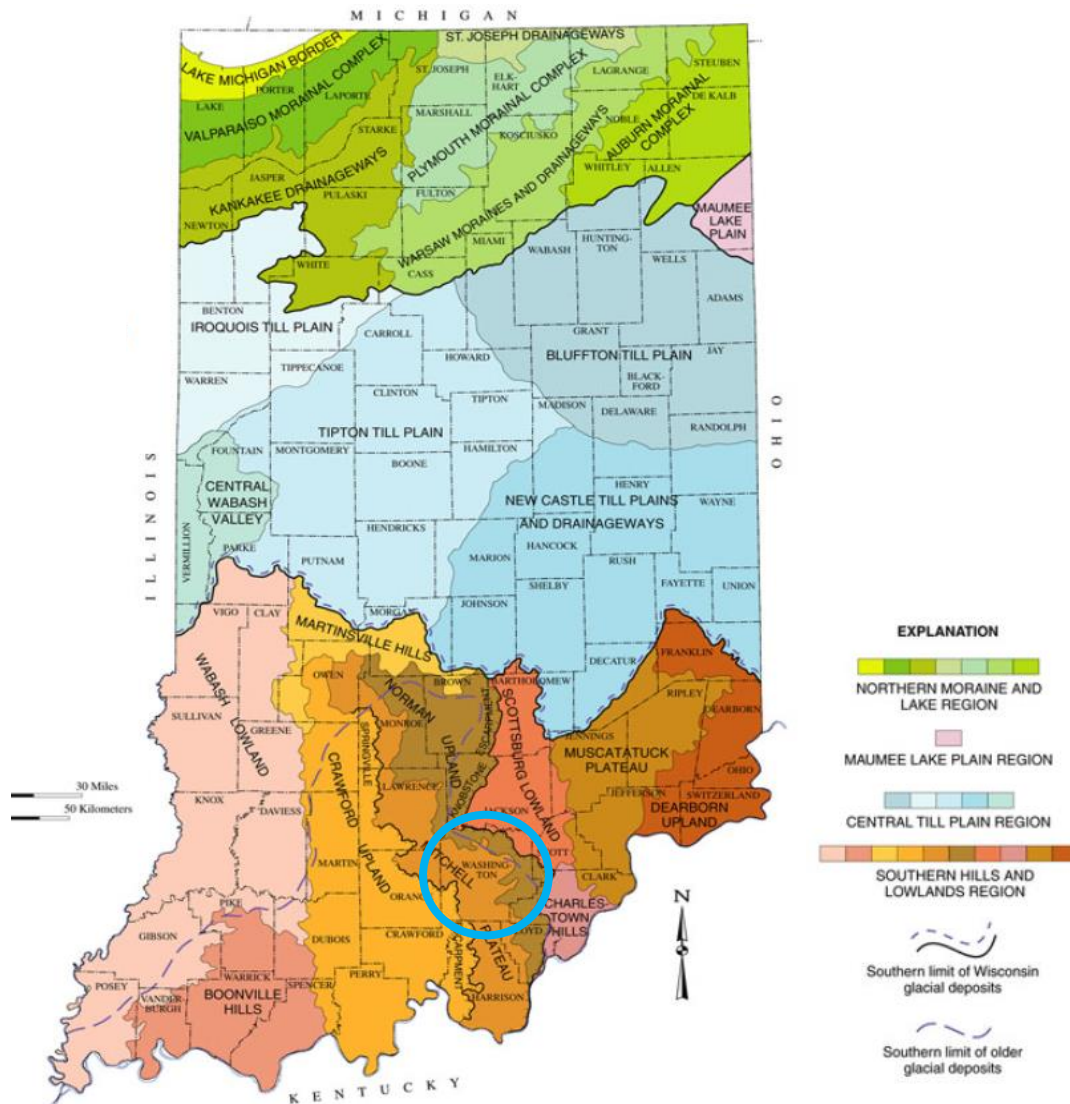 MICHIGAN
LAKE MICHIGAN BORDER
ST. JOSEPH DRAINAGEWAYS
VALPARAISO MORAINAL COMPLEX
LAKE
PORTER
LAPORTE
ST. JOSEPH
ELK-
HART
LAGRANGE
STEUBEN
PLYMOUTH MORAINAL COMPLEX
MARSHALL
STARKE
KOSCIUSKO
NOBLE
DE KALB
AUBURN MORAINAL
COMPLEX
KANKAKEE DRAINAGEWAYS
JASPER
NEWTON
PULASKI
FULTON
WHITLEY
ALLEN
WARSAW MORAINES AND DRAINAGEWAYS
MAUMEE
LAKE
PLAIN
WHITE
CASS
MIAMI
WABASH
HUNTING-
TON
WELLS
ADAMS
BENTON
IROQUOIS TILL PLAIN
CARROLL
HOWARD
GRANT
BLUFFTON TILL PLAIN
BLACK-
FORD
JAY
WARREN
TIPPECANOE
CLINTON
TIPTON
MADISON
DELAWARE
RANDOLPH
TIPTON TILL PLAIN
FOUNTAIN
MONTGOMERY
BOONE
HAMILTON
ILLINOIS
OHIO
CENTRAL
WABASH
VALLEY
VERMILLION
PARKE
PUTNAM
HENDRICKS
MARION
HENRY
NEW CASTLE TILL PLAINS
AND DRAINAGEWAYS
WAYNE
HANCOCK
RUSH
SHELBY
FAYETTE
UNION
VIGO
CLAY
MORGAN
JOHNSON
DECATUR
FRANKLIN
MARTINSVILLE HILLS
OWEN
BROWN
BARTHOLOMEW
RIPLEY
DEARBORN
WABASH LOWLAND
SULLIVAN
GREENE
SPRINGVILLE
MONROE
NORMAN
UPLAND
KNOBSTONE ESCARPMENT
SCOTTSBURG LOWLAND
JENNINGS
MUSCATATUCK
PLATEAU
OHIO
KNOX
DAVIESS
CRAWFORD
UPLAND
LAWRENCE
JACKSON
JEFFERSON
SWITZERLAND
DEARBORN
UPLAND
MARTIN
WASHING-
TON
CLARK
CHARLES-
TOWN
HILLS
PIKE
GIBSON
DUBOIS
CRAWFORD
PLATEAU
POSEY
VANDER-
BURGH
WARRICK
SPENCER
PERRY
HARRISON
BOONVILLE
HILLS
KENTUCKY
30 Miles
50 Kilometers
N
EXPLANATION
NORTHERN MORAINE AND
LAKE REGION
MAUMEE LAKE PLAIN REGION
CENTRAL TILL PLAIN REGION
SOUTHERN HILLS AND
LOWLANDS REGION
Southern limit of Wisconsin
glacial deposits
Southern limit of older
glacial deposits